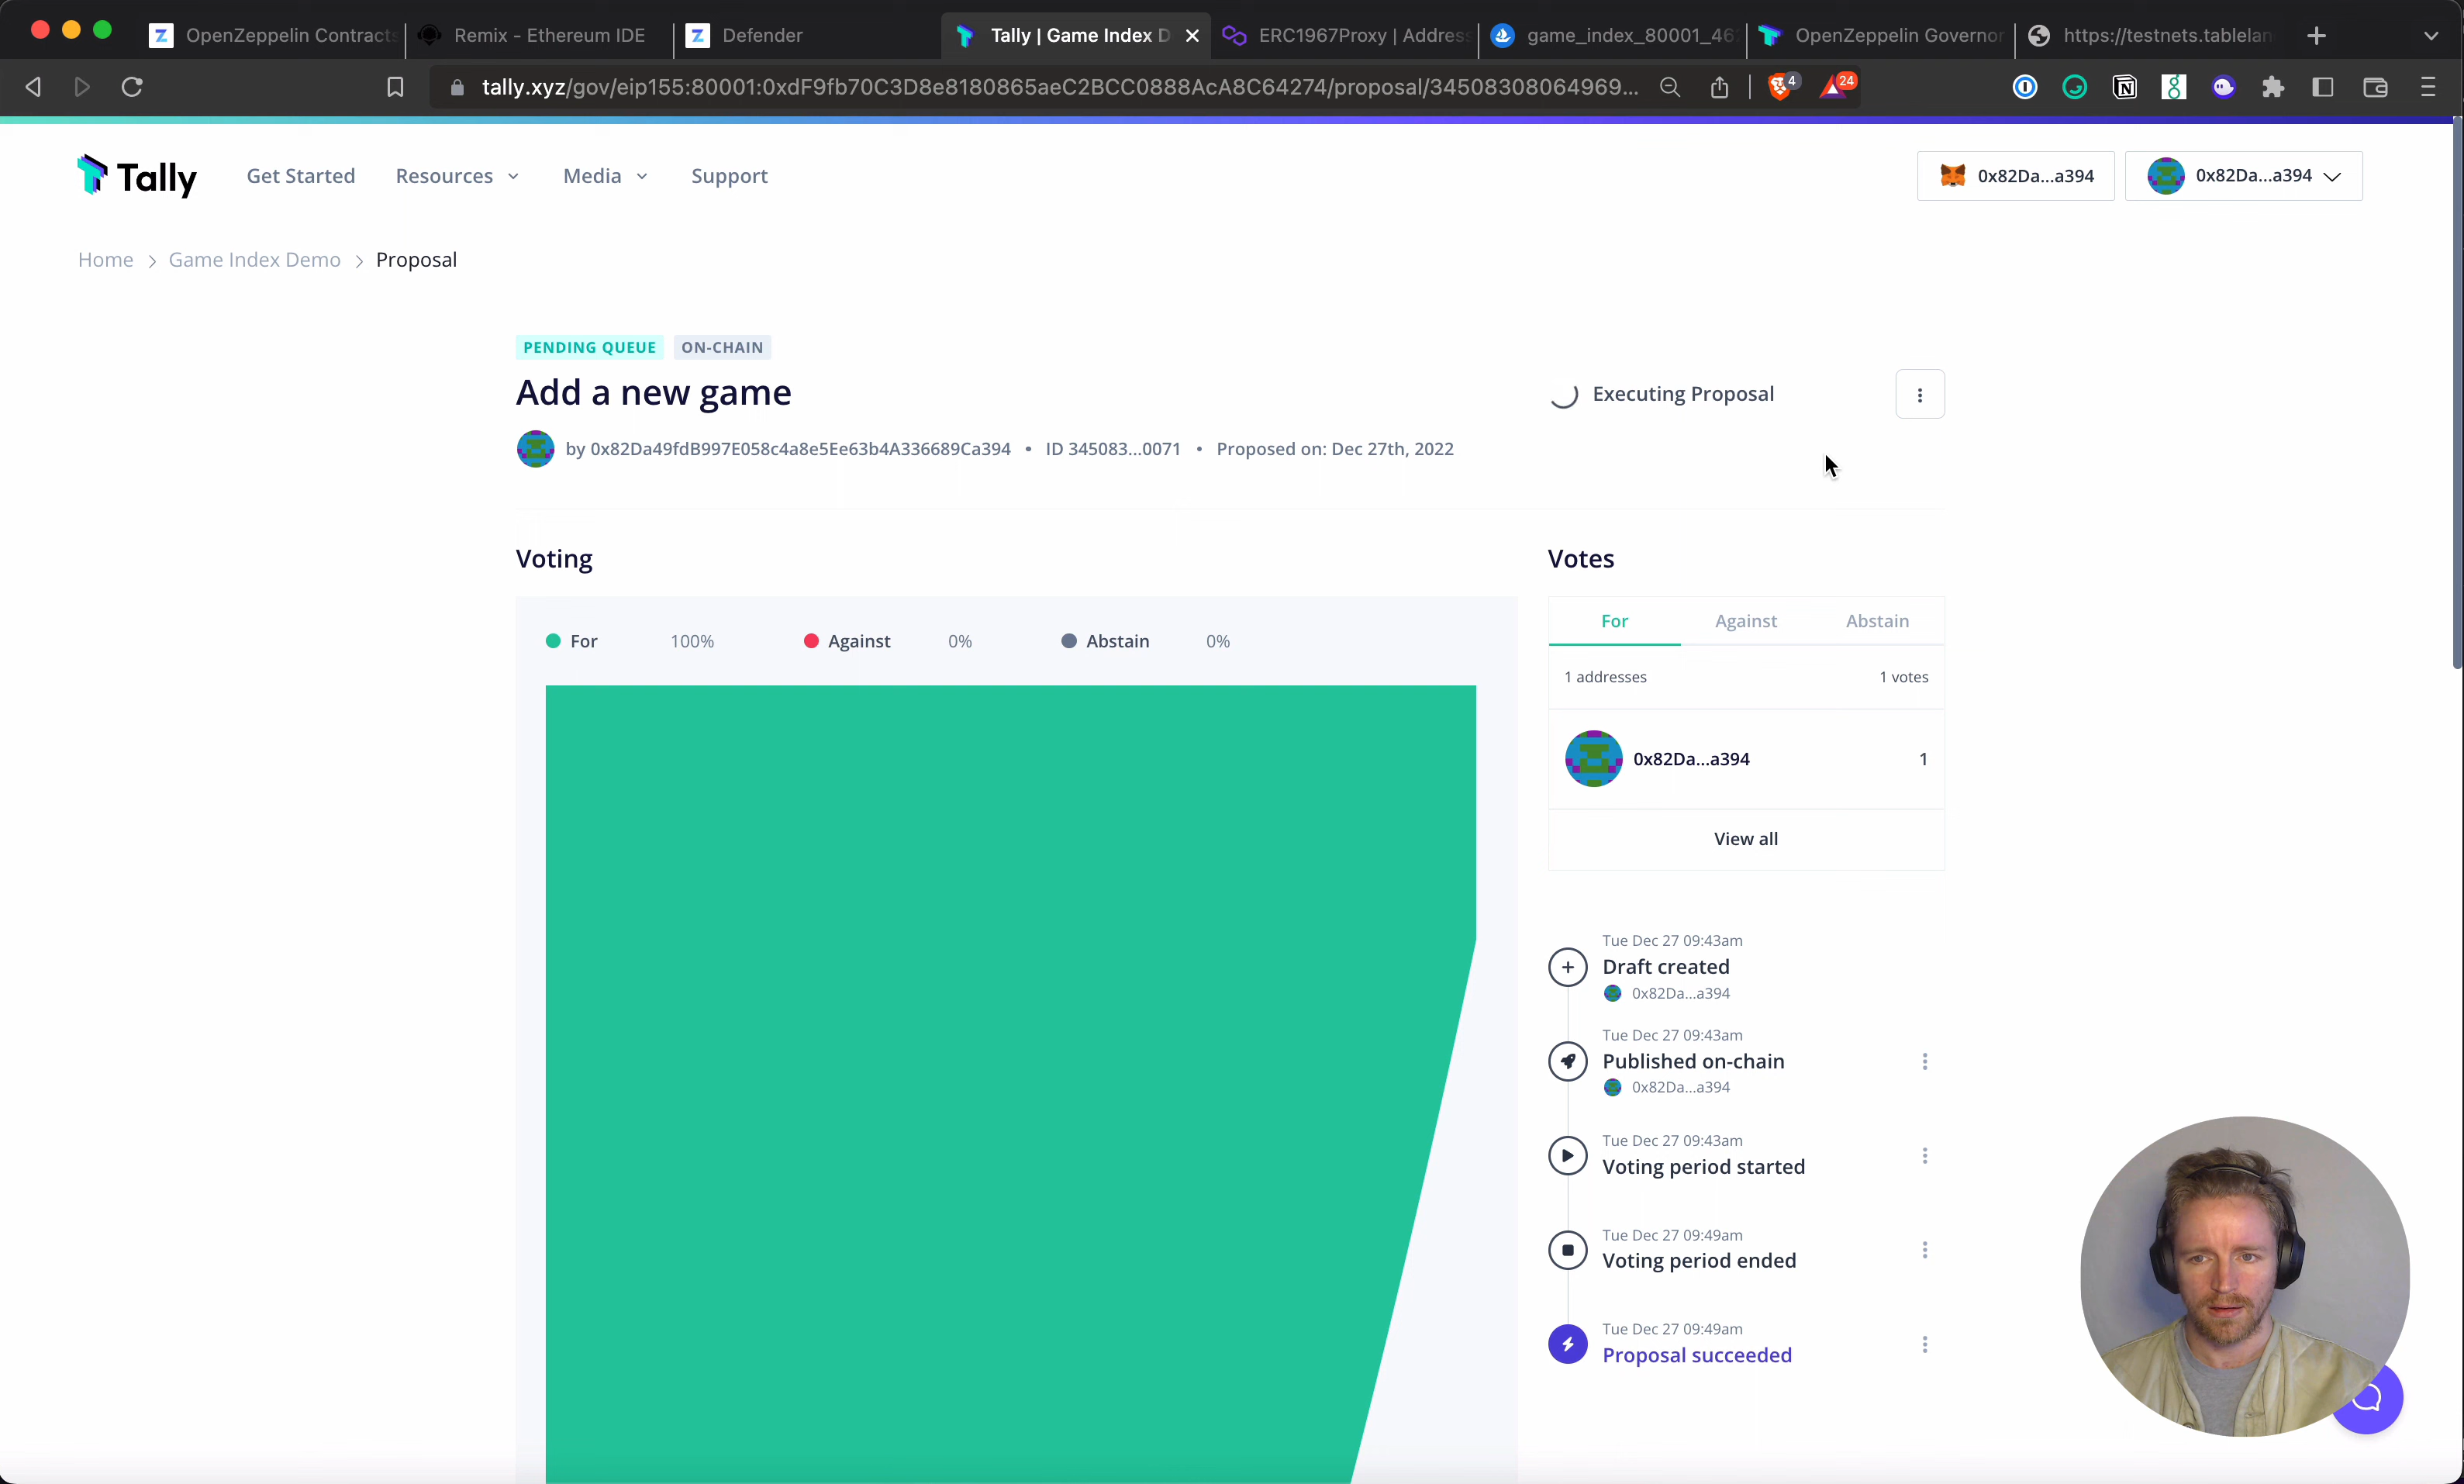 OpenZeppelin Contracts
Remix - Ethereum IDE
Defender
Tally | Game Index D
ERC1967Proxy | Address
game_index_80001_46
OpenZeppelin Governor
https://testnets.tablelan
tally.xyz/gov/eip155:80001:0xdF9fb70C3D8e8180865aeC2BCC0888AcA8C64274/proposal/34508308064969...
4
24
Tally
Get Started
Resources
Media
Support
0x82Da...a394
0x82Da...a394
Home > Game Index Demo > Proposal
PENDING QUEUE
ON-CHAIN
Add a new game
Executing Proposal
by 0x82Da49fdB997E058c4a8e5Ee63b4A336689Ca394 • ID 345083...0071 • Proposed on: Dec 27th, 2022
Voting
For 100%
Against 0%
Abstain 0%
Votes
For
Against
Abstain
1 addresses
1 votes
0x82Da...a394
1
View all
Tue Dec 27 09:43am
Draft created
0x82Da...a394
Tue Dec 27 09:43am
Published on-chain
0x82Da...a394
Tue Dec 27 09:43am
Voting period started
Tue Dec 27 09:49am
Voting period ended
Tue Dec 27 09:49am
Proposal succeeded